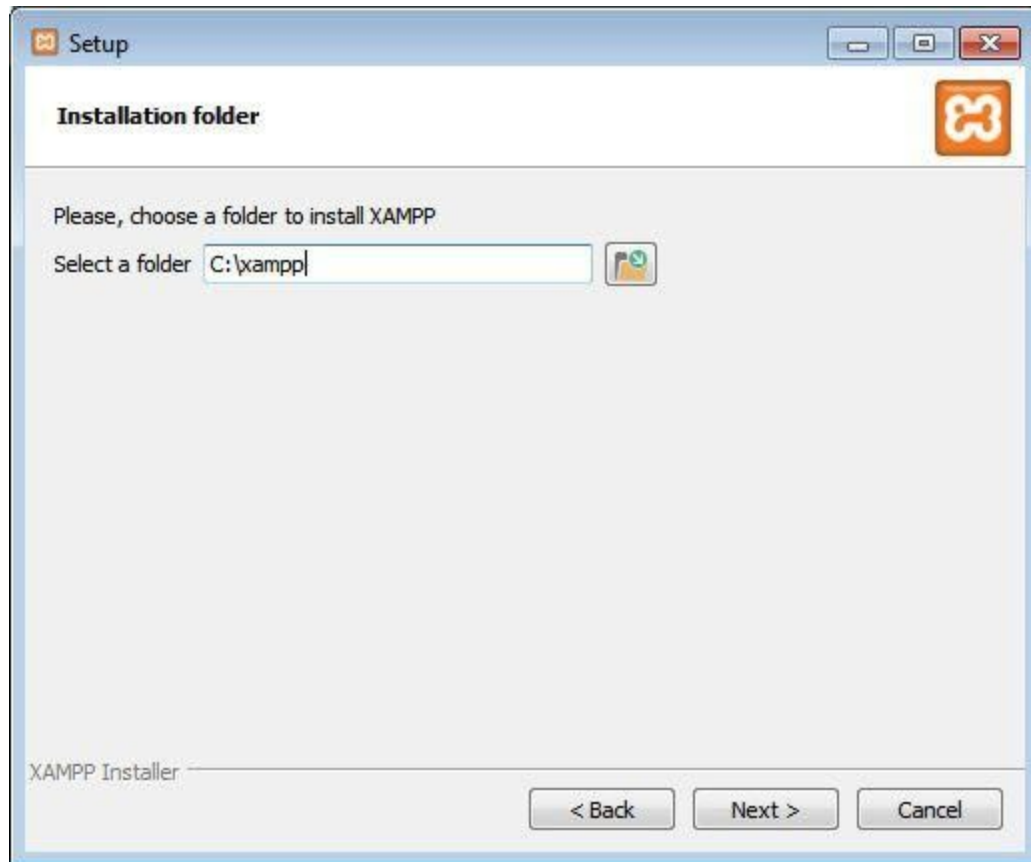 Setup
Installation folder
Please, choose a folder to install XAMPP
Select a folder C:\xampp
XAMPP Installer
< Back Next > Cancel